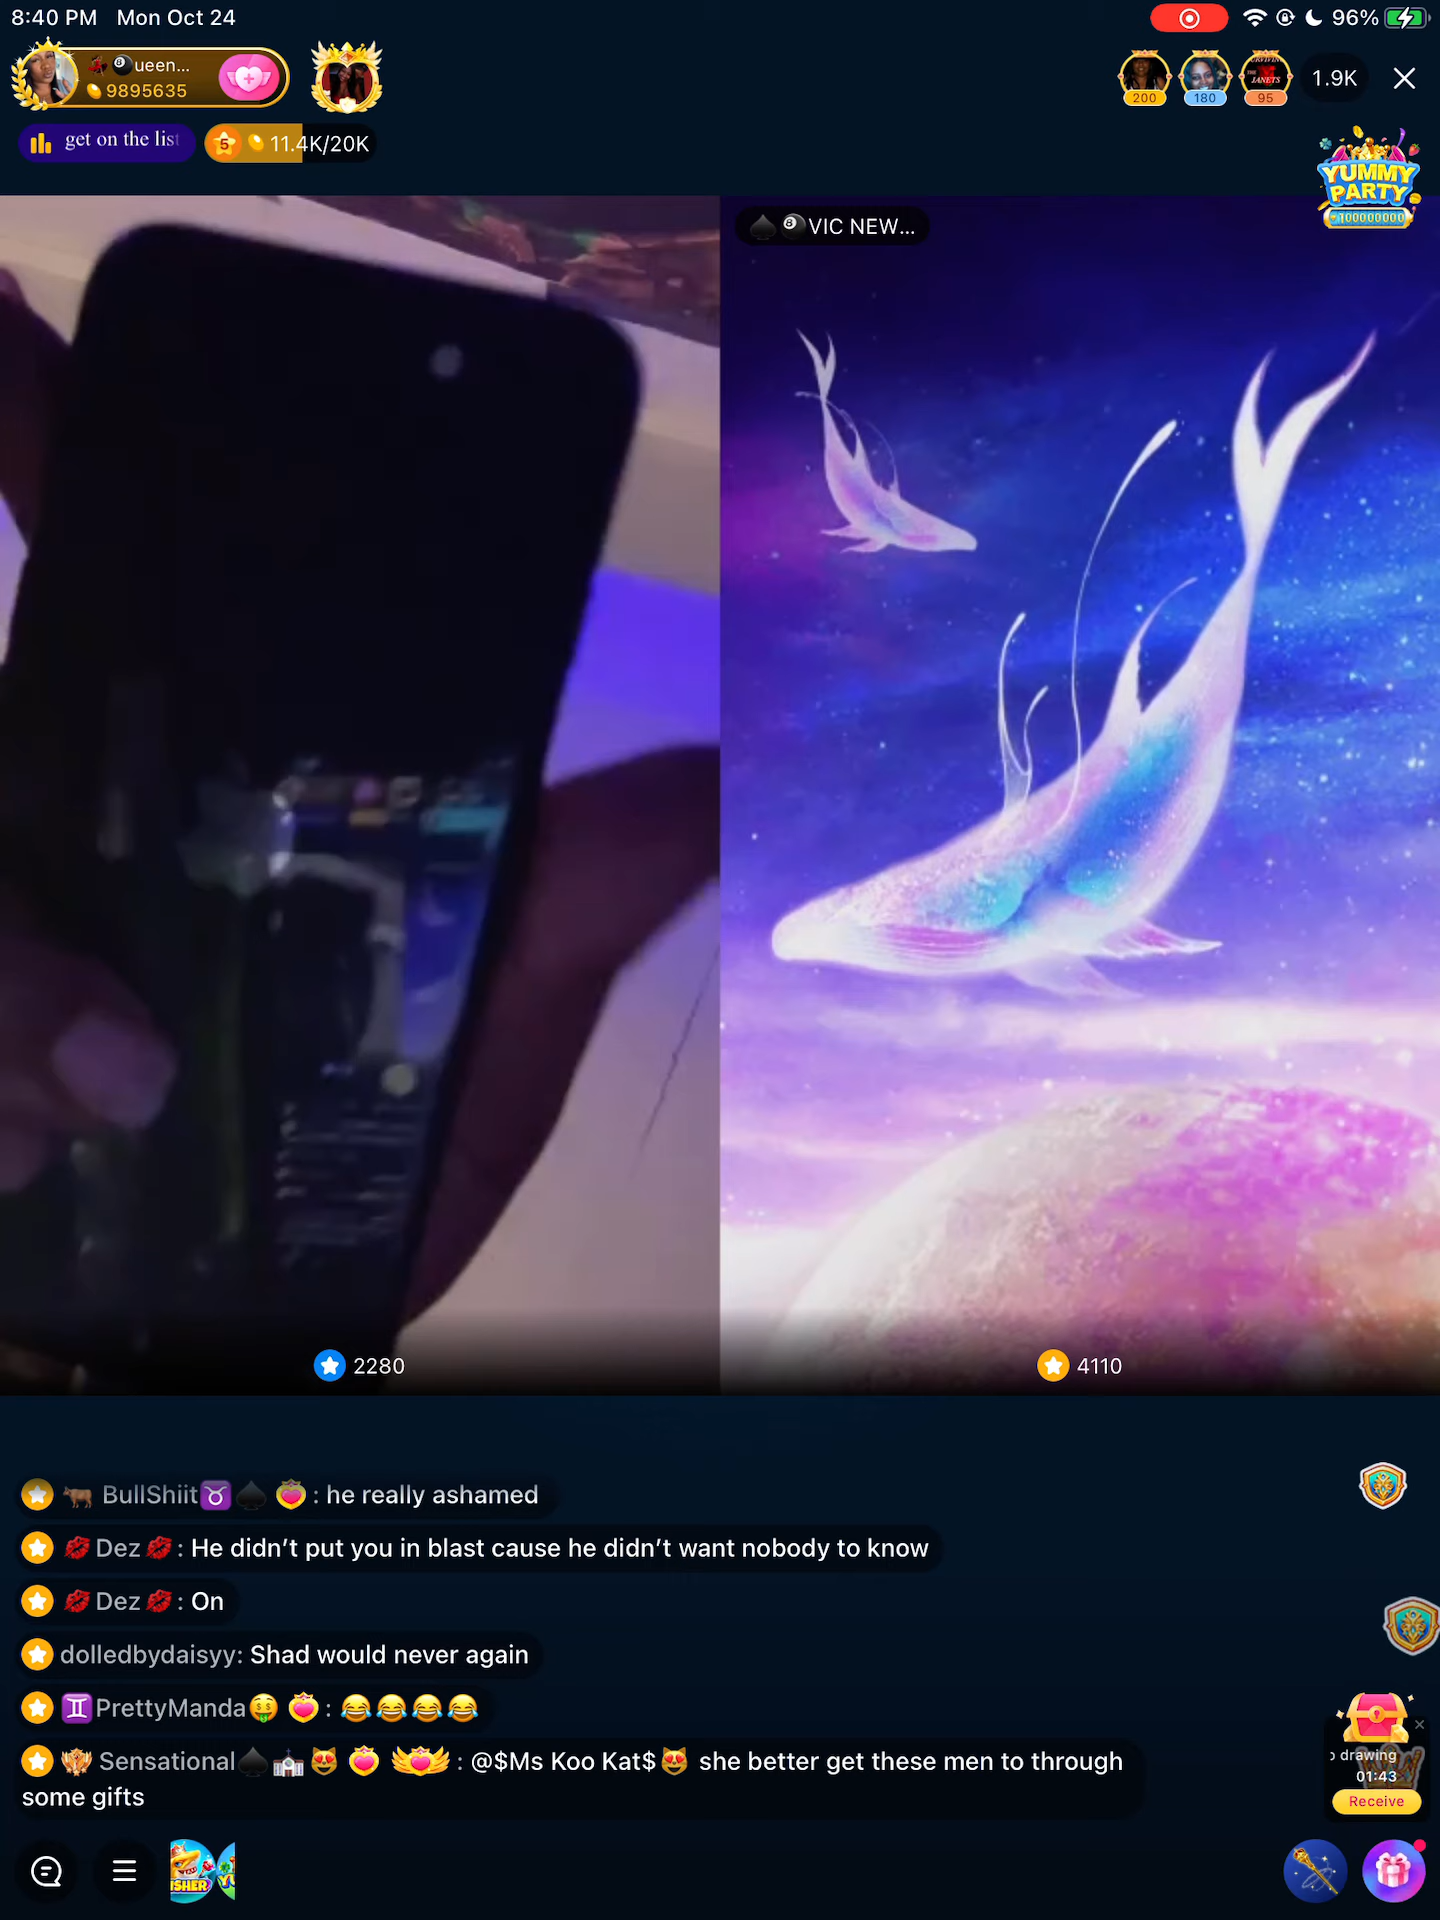 8:40 PM Mon Oct 24
96%
ueen...
9895635
200
180
95
1.9K
get on the list
5
11.4K/20K
YUMMY
PARTY
100000000
8
VIC NEW...
2280
4110
BullShiit♉♠ : he really ashamed
💋 Dez 💋 : He didn't put you in blast cause he didn't want nobody to know
💋 Dez 💋 : On
dolledbydaisyy: Shad would never again
♊PrettyManda🤑 : 😂😂😂😂
Sensational♠⛪😻 : @$Ms Koo Kat$😻 she better get these men to through
some gifts
drawing
01:43
Receive